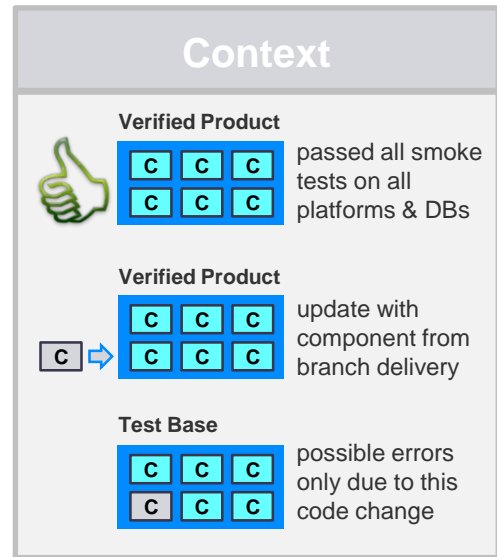 Context
Verified Product
C C C
C C C
passed all smoke
tests on all
platforms & DBs
Verified Product
C C C
C C C
C
update with
component from
branch delivery
Test Base
C C C
C C C
possible errors
only due to this
code change